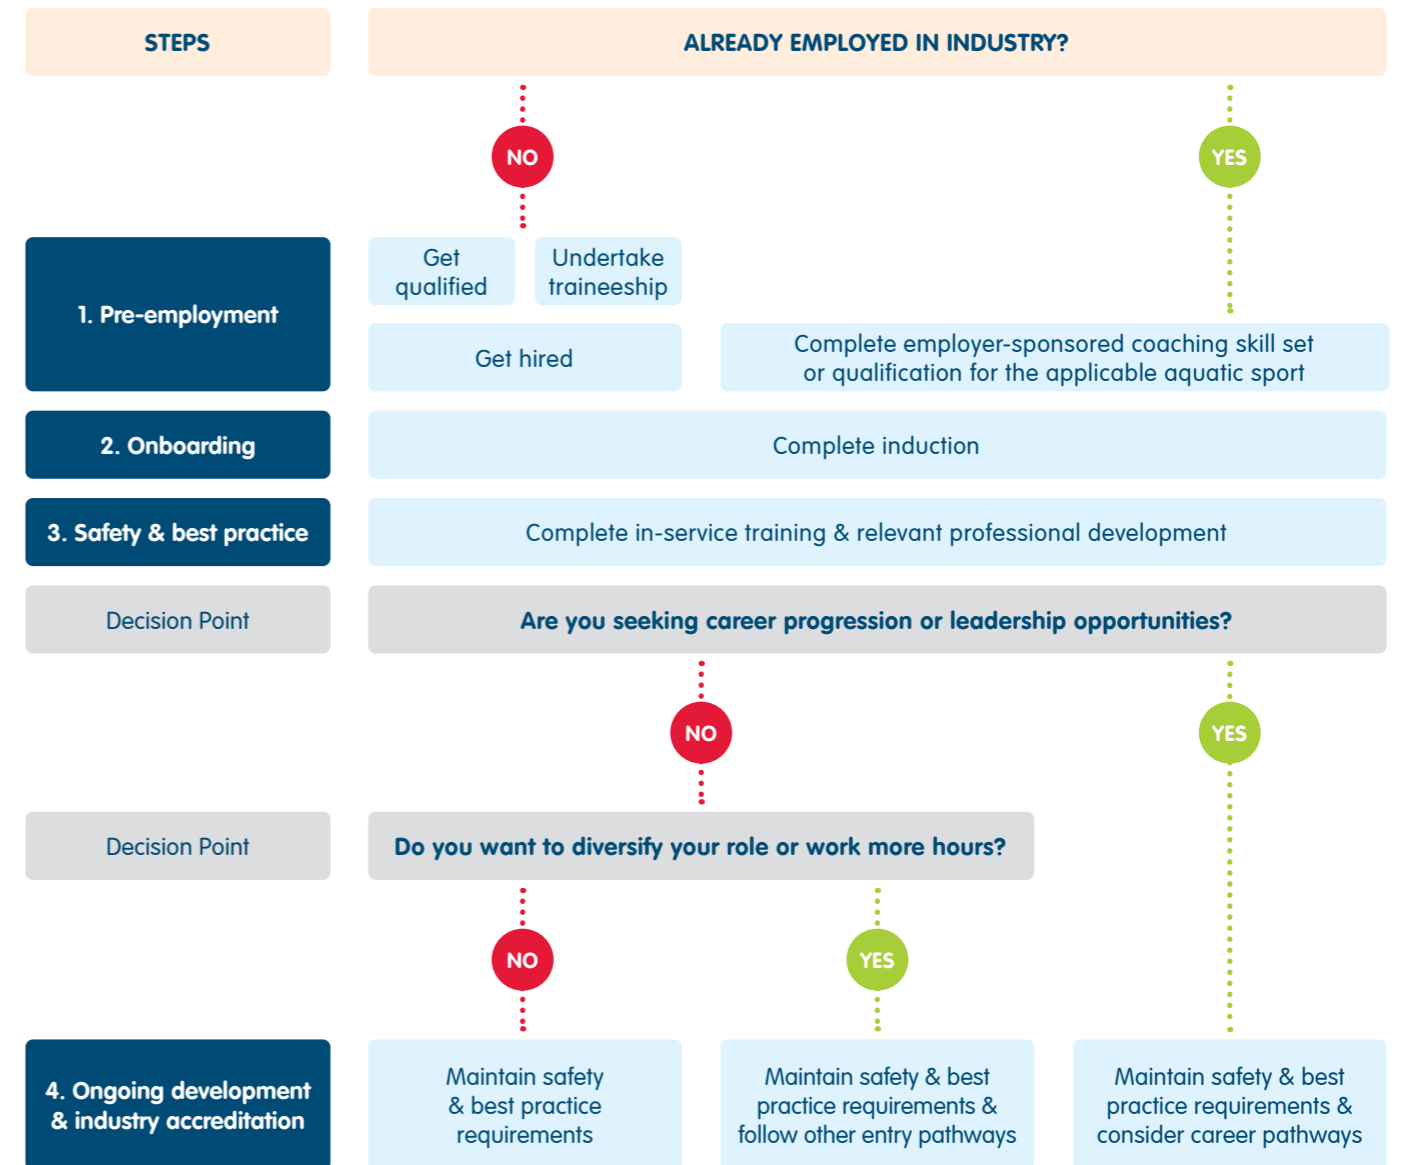 STEPS
ALREADY EMPLOYED IN INDUSTRY?
NO
YES
1. Pre-employment
Get
qualified
Undertake
traineeship
Get hired
Complete employer-sponsored coaching skill set
or qualification for the applicable aquatic sport
2. Onboarding
Complete induction
3. Safety & best practice
Complete in-service training & relevant professional development
Decision Point
Are you seeking career progression or leadership opportunities?
NO
YES
Decision Point
Do you want to diversify your role or work more hours?
NO
YES
4. Ongoing development
& industry accreditation
Maintain safety
& best practice
requirements
Maintain safety & best
practice requirements &
follow other entry pathways
Maintain safety & best
practice requirements &
consider career pathways